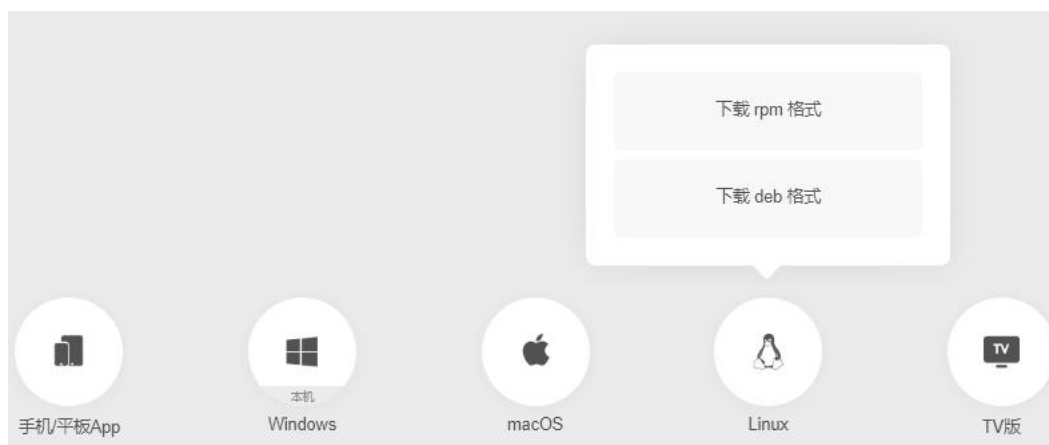 下载 rpm 格式
下载 deb 格式
TV
本机
手机/平板App
Windows
macOS
Linux
TV版